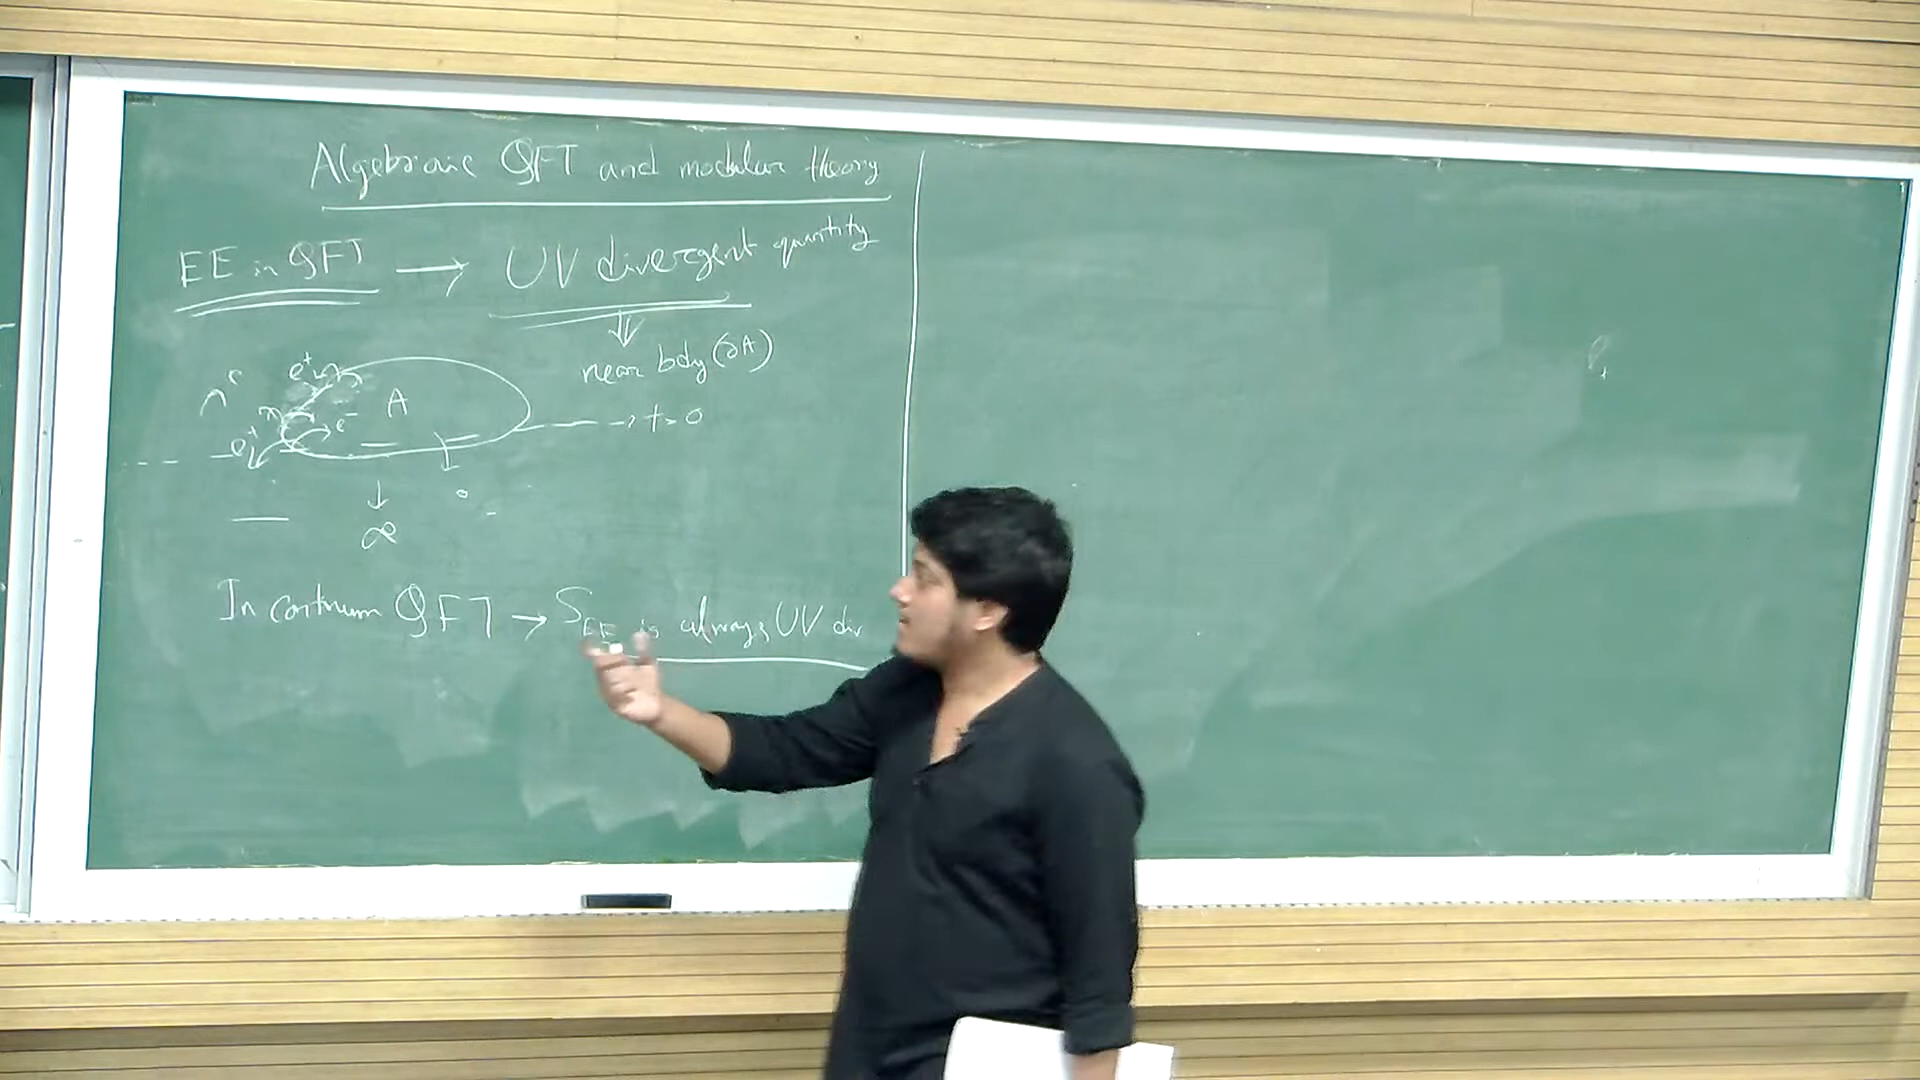 Algebraic QFT and modular theory
EE in QFT → UV divergent quantity
⇓
near bdy (∂A)
e⁺
A
e⁻
e⁺
→ t=0
↓
∞
In continuum QFT → S_EE is always UV div